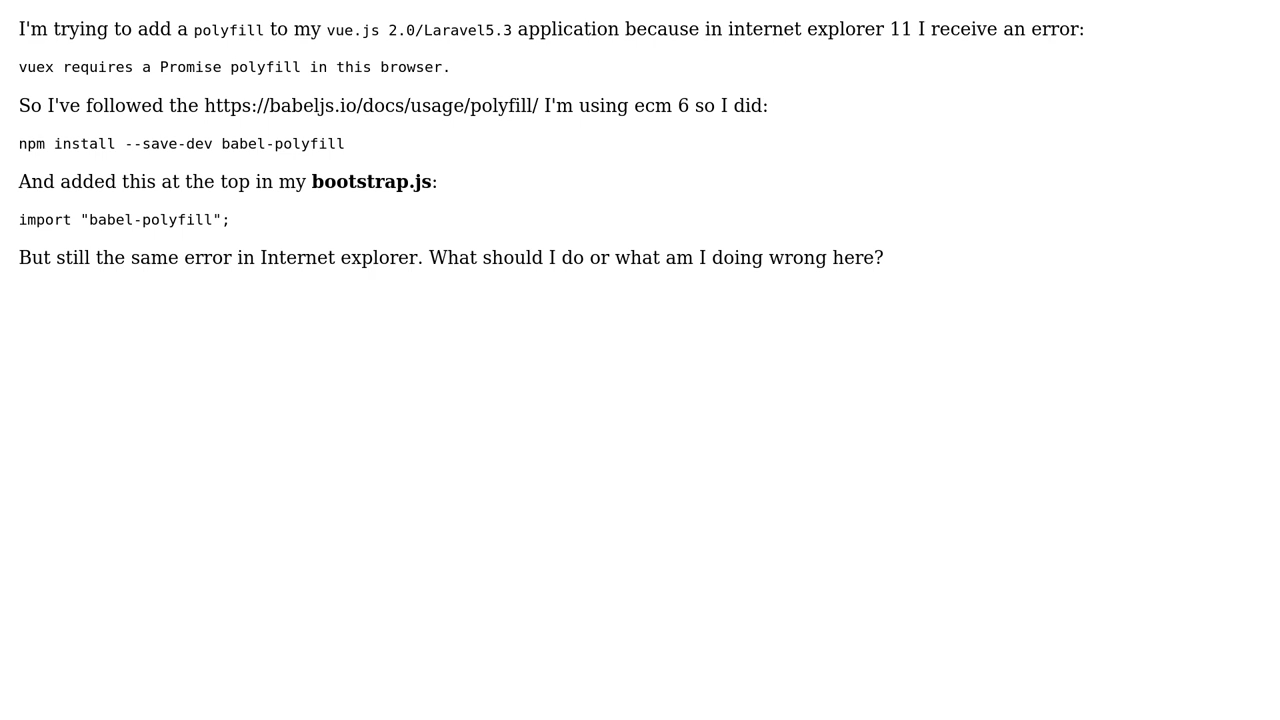 I'm trying to add a polyfill to my vue.js 2.0/Laravel5.3 application because in internet explorer 11 I receive an error:
vuex requires a Promise polyfill in this browser.
So I've followed the https://babeljs.io/docs/usage/polyfill/ I'm using ecm 6 so I did:
npm install --save-dev babel-polyfill
And added this at the top in my bootstrap.js:
import "babel-polyfill";
But still the same error in Internet explorer. What should I do or what am I doing wrong here?